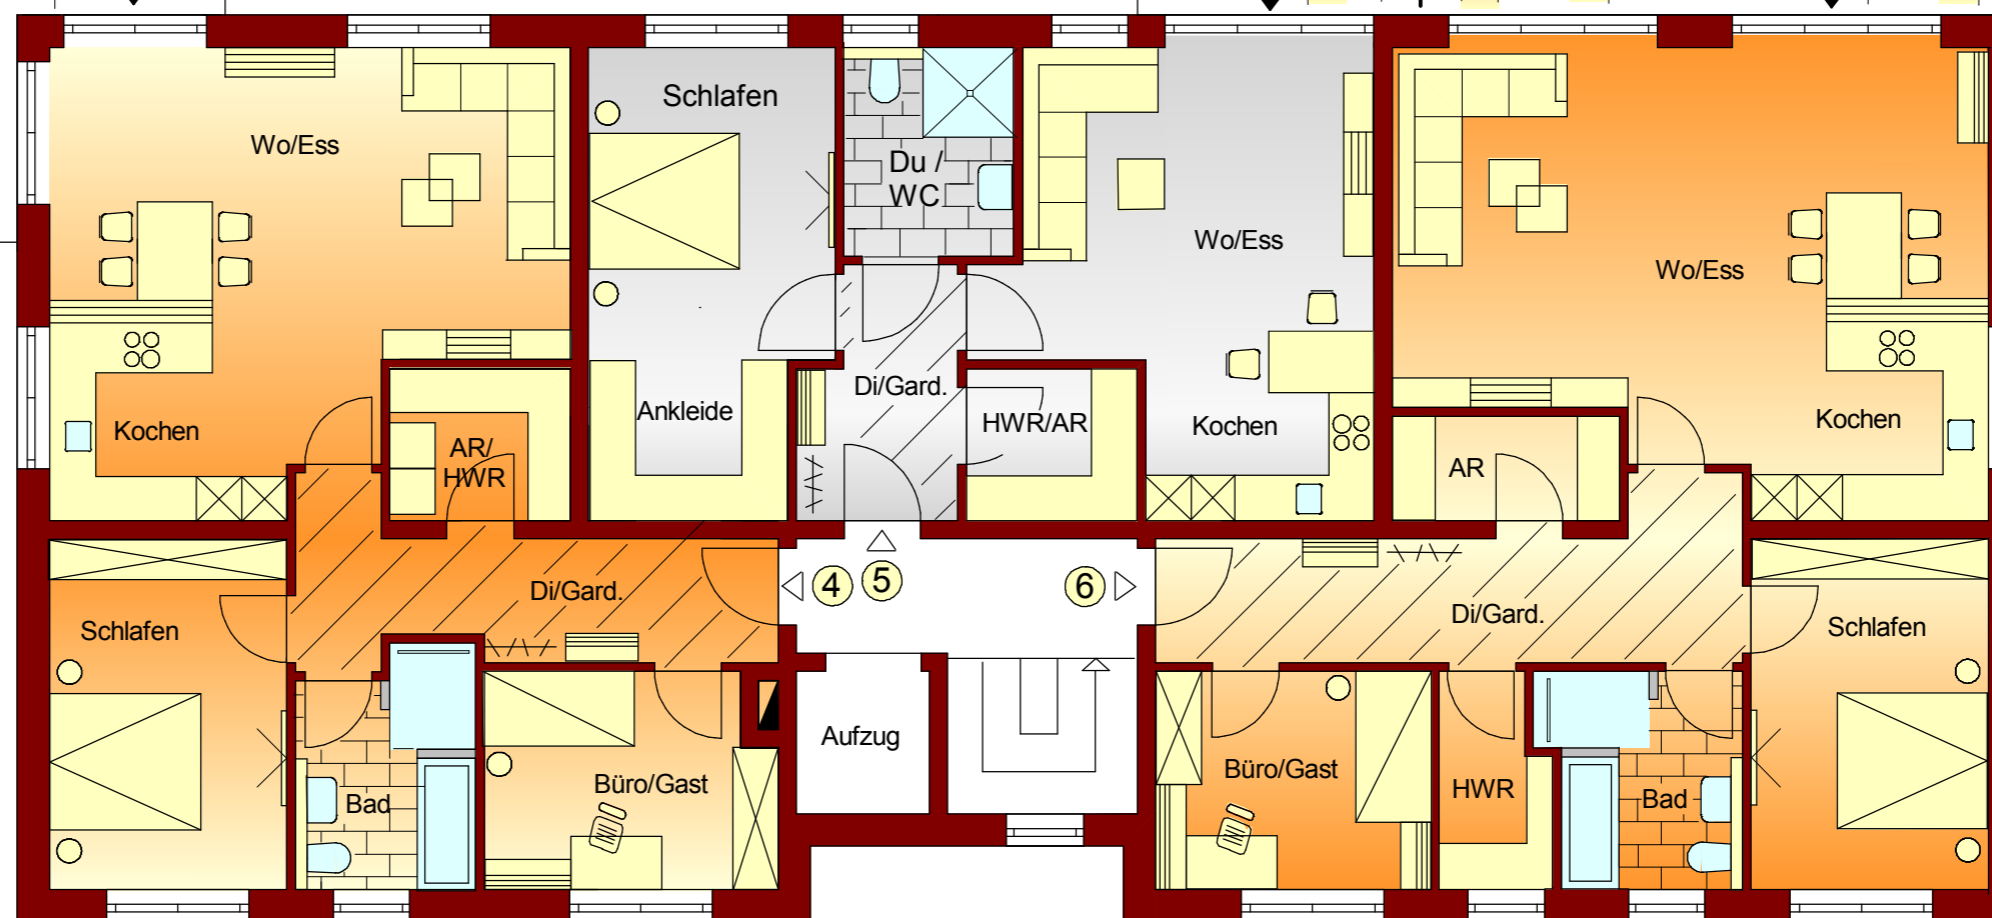 Schlafen
Wo/Ess
Du /
WC
Wo/Ess
Wo/Ess
Di/Gard.
Ankleide
HWR/AR
Kochen
Kochen
Kochen
AR/
HWR
AR
4
5
6
Di/Gard.
Di/Gard.
Schlafen
Schlafen
Aufzug
Büro/Gast
Büro/Gast
HWR
Bad
Bad